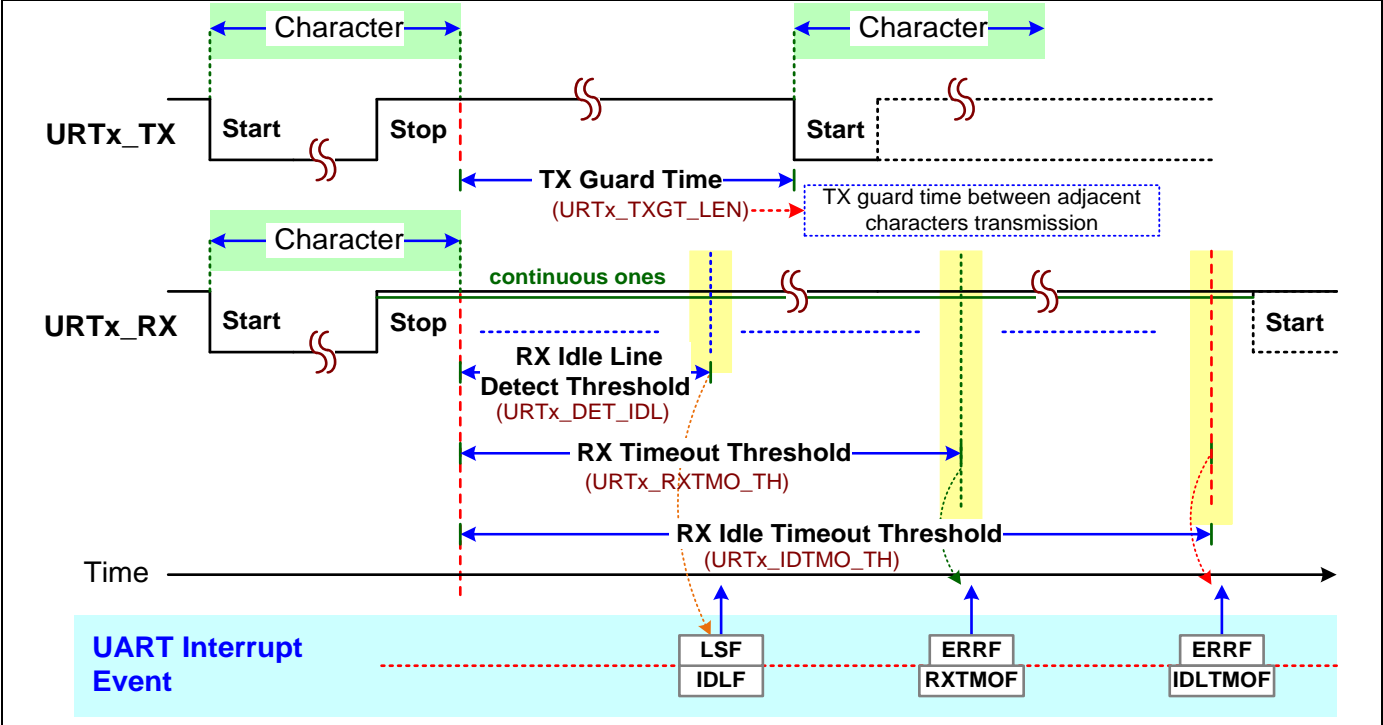 Character
Character
URTx_TX
Start
Stop
Start
TX Guard Time
(URTx_TXGT_LEN)
TX guard time between adjacent
characters transmission
Character
continuous ones
URTx_RX
Start
Stop
Start
RX Idle Line
Detect Threshold
(URTx_DET_IDL)
RX Timeout Threshold
(URTx_RXTMO_TH)
RX Idle Timeout Threshold
(URTx_IDTMO_TH)
Time
UART Interrupt
Event
LSF
IDLF
ERRF
RXTMOF
ERRF
IDLTMOF